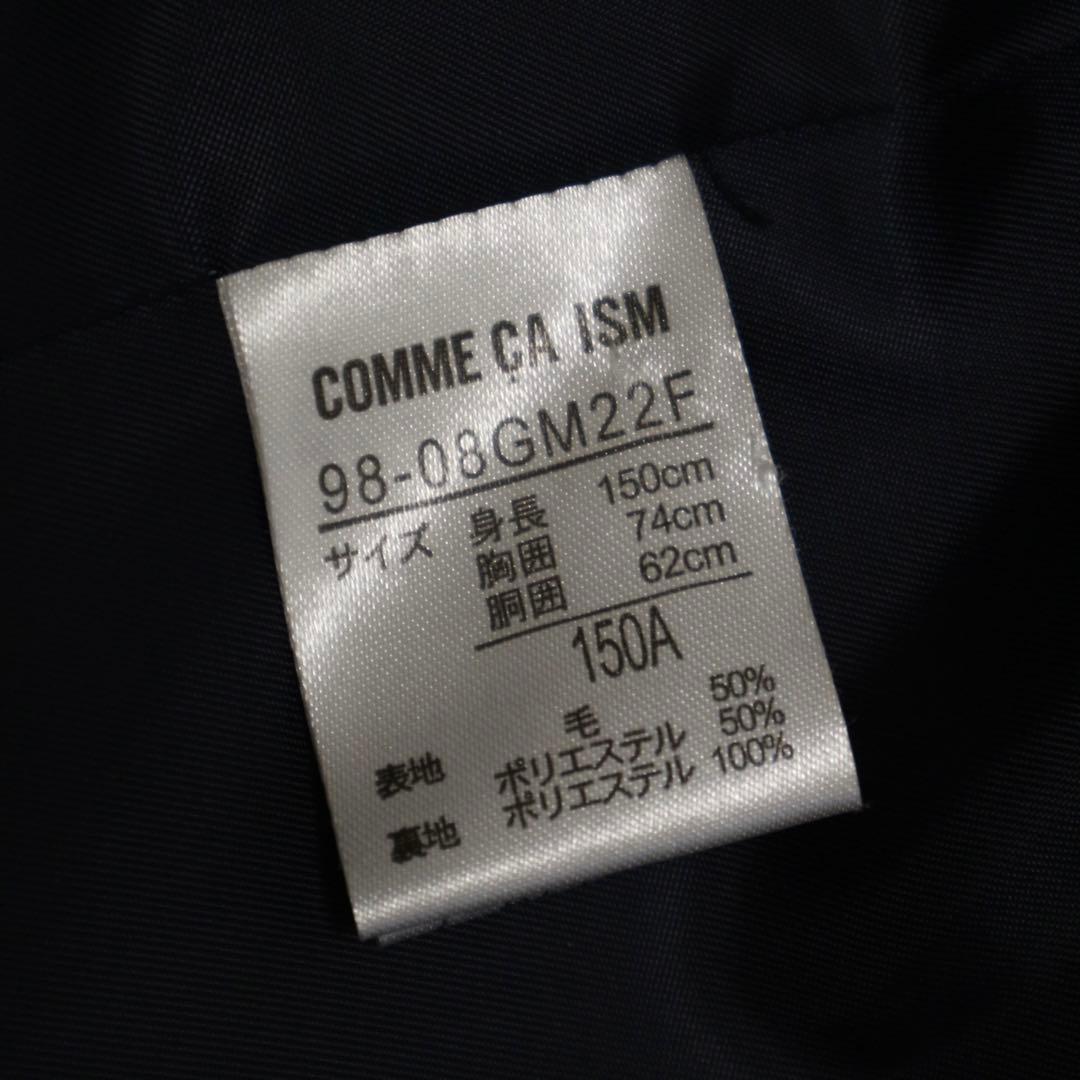 COMME ÇA ISM
98-08GM22F
サイズ 身長 150cm
胸囲 74cm
胴囲 62cm
150A
表地 毛 50%
ポリエステル 50%
裏地 ポリエステル 100%